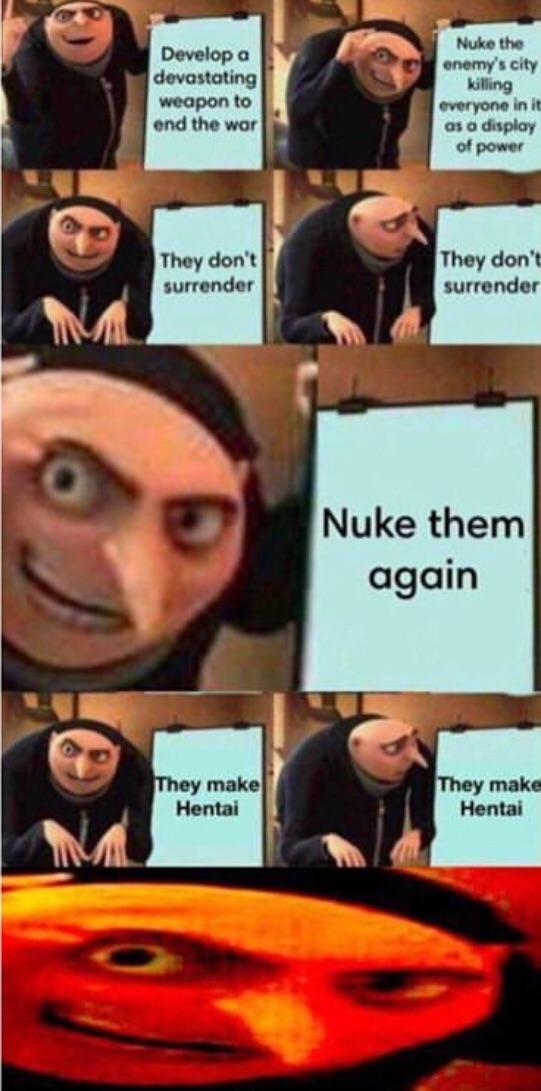 Develop a
devastating
weapon to
end the war
Nuke the
enemy's city
killing
everyone in it
as a display
of power
They don't
surrender
They don't
surrender
Nuke them
again
They make
Hentai
They make
Hentai